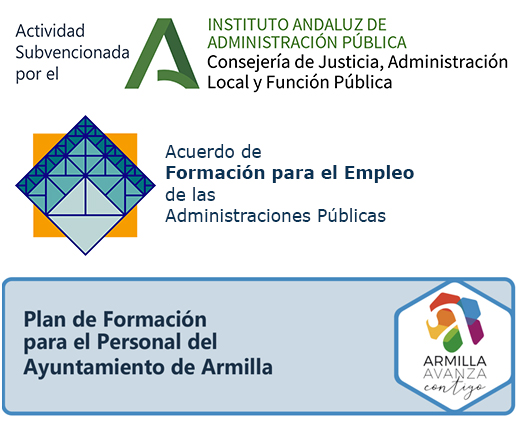 Actividad
Subvencionada
por el
INSTITUTO ANDALUZ DE
ADMINISTRACIÓN PÚBLICA
Consejería de Justicia, Administración
Local y Función Pública
Acuerdo de
Formación para el Empleo
de las
Administraciones Públicas
Plan de Formación
para el Personal del
Ayuntamiento de Armilla
ARMILLA
AVANZA
contigo